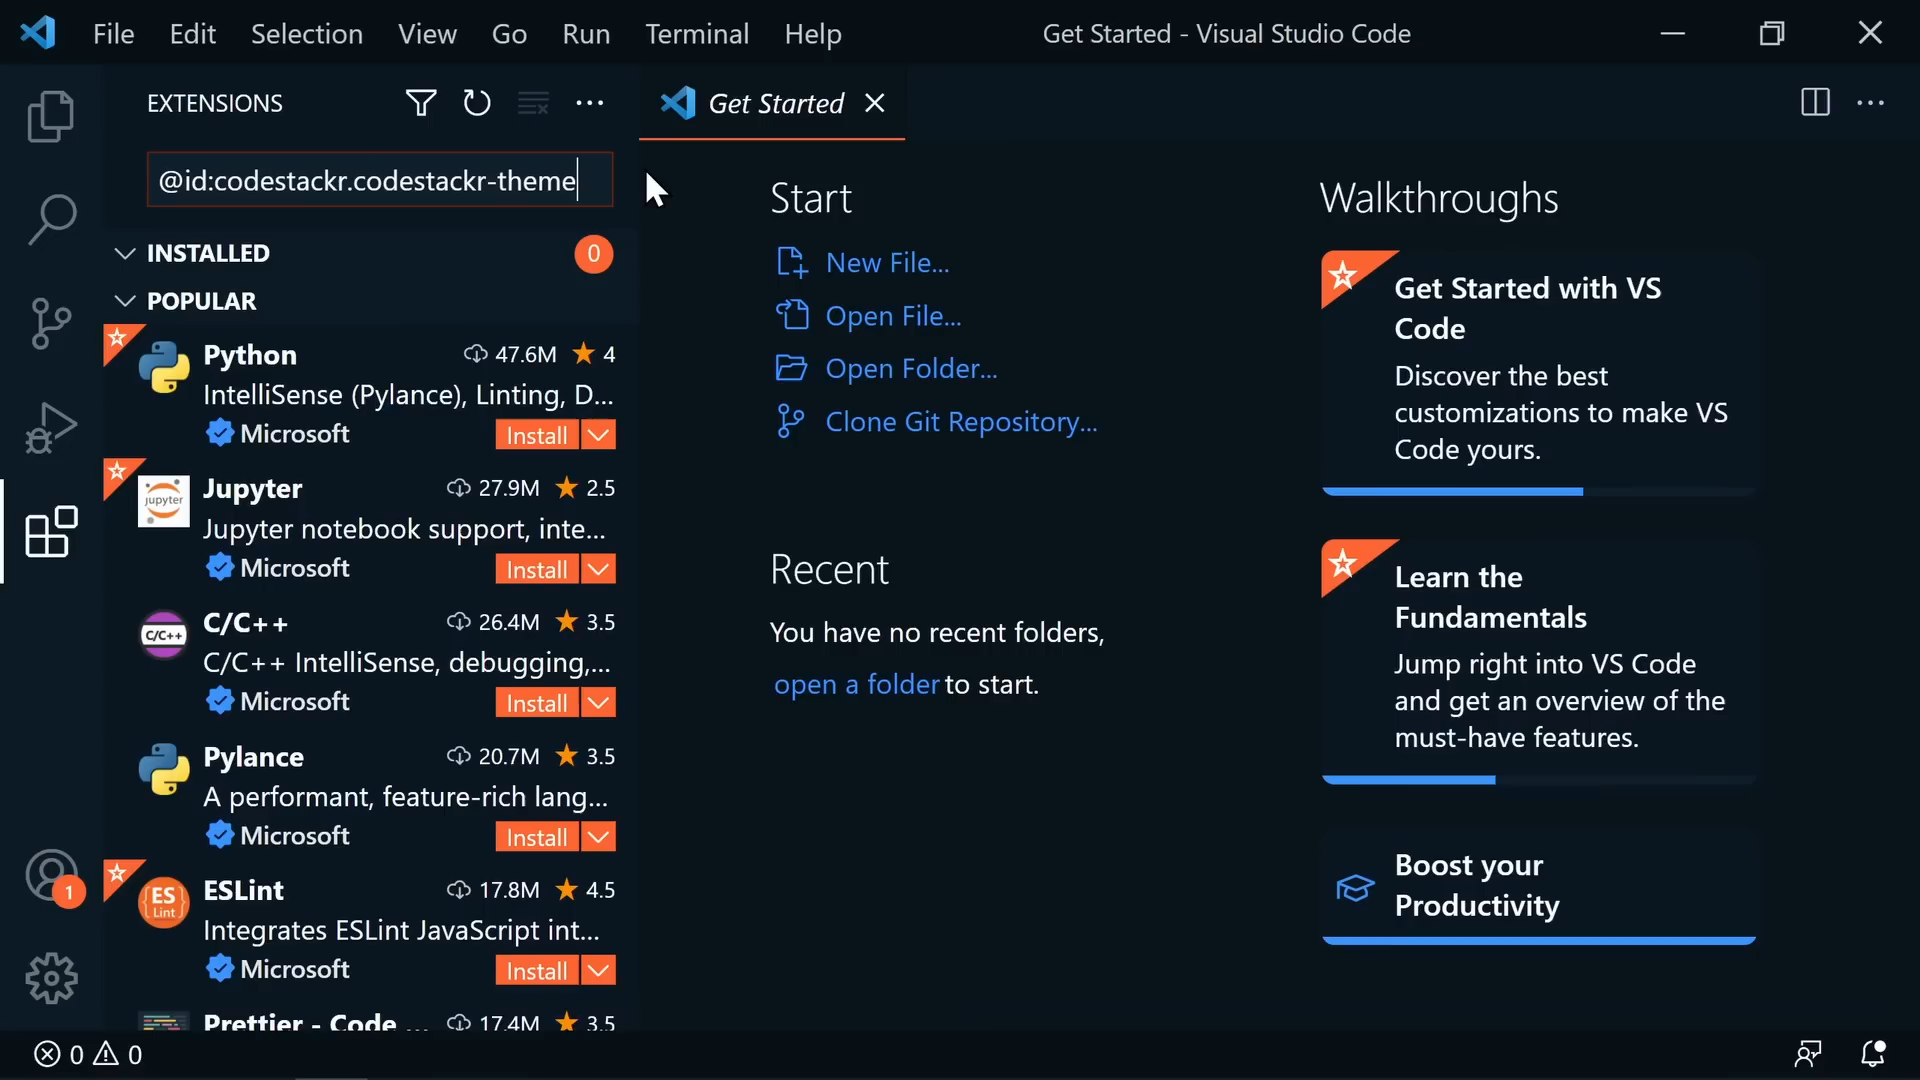 File Edit Selection View Go Run Terminal Help
Get Started - Visual Studio Code
EXTENSIONS
Get Started
@id:codestackr.codestackr-theme
INSTALLED 0
POPULAR
Python 47.6M 4
IntelliSense (Pylance), Linting, D...
Microsoft Install
Jupyter 27.9M 2.5
jupyter
Jupyter notebook support, inte...
Microsoft Install
C/C++ 26.4M 3.5
C/C++
C/C++ IntelliSense, debugging,...
Microsoft Install
Pylance 20.7M 3.5
A performant, feature-rich lang...
Microsoft Install
ESLint 17.8M 4.5
{ES
Lint}
Integrates ESLint JavaScript int...
Microsoft Install
Prettier - Code ... 17.4M 3.5
Start
New File...
Open File...
Open Folder...
Clone Git Repository...
Recent
You have no recent folders,
open a folder to start.
Walkthroughs
Get Started with VS
Code
Discover the best
customizations to make VS
Code yours.
Learn the
Fundamentals
Jump right into VS Code
and get an overview of the
must-have features.
Boost your
Productivity
1
0 0